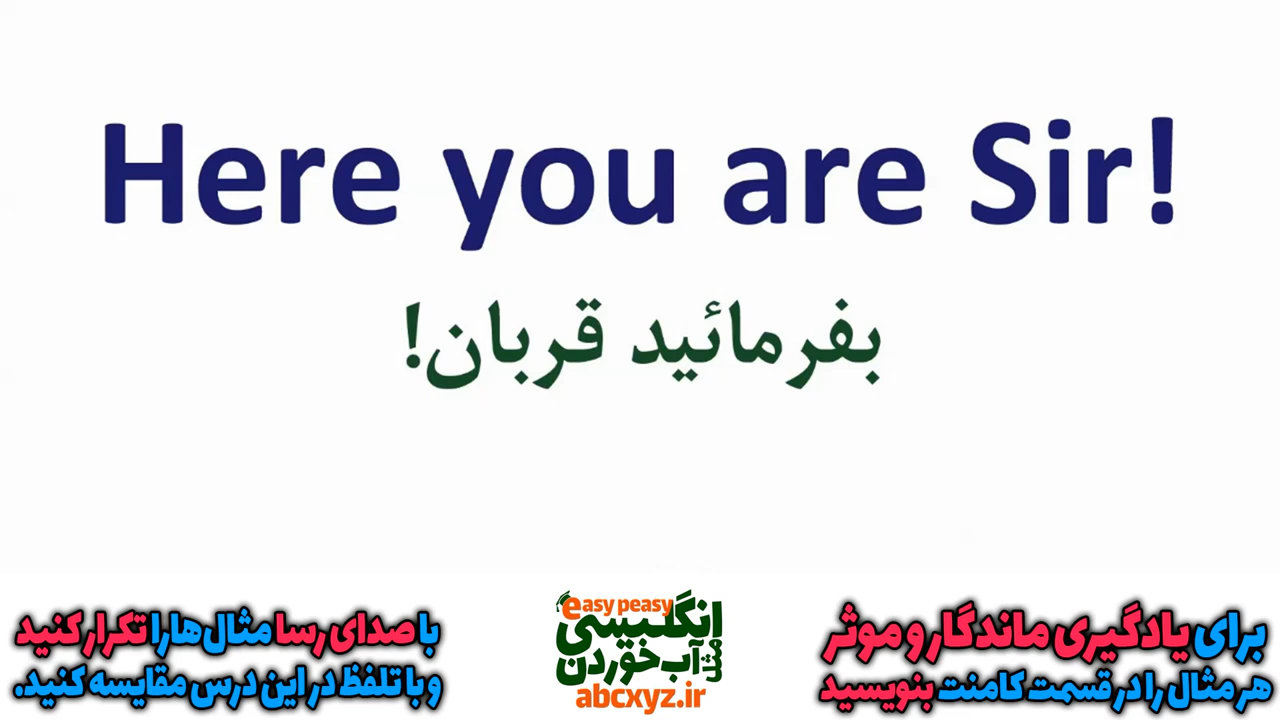 Here you are Sir!
بفرمائید قربان!
برای یادگیری ماندگار و موثر
هر مثال را در قسمت کامنت بنویسید
easy peasy
انگلیسی
مثل آب خوردن
abcxyz.ir
با صدای رسا مثال‌ها را تکرار کنید
و با تلفظ در این درس مقایسه کنید.